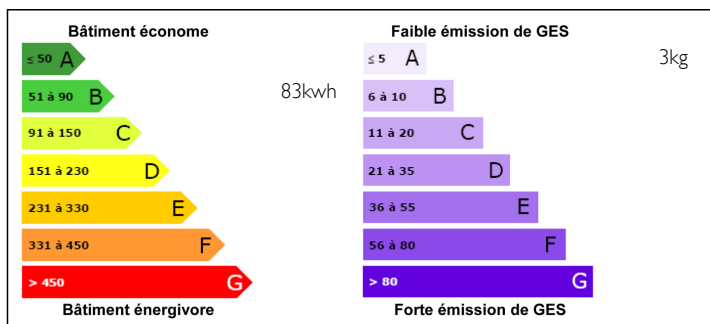 Bâtiment économe
≤ 50 A
51 à 90 B
83kwh
91 à 150 C
151 à 230 D
231 à 330 E
331 à 450 F
> 450 G
Bâtiment énergivore
Faible émission de GES
≤ 5 A
3kg
6 à 10 B
11 à 20 C
21 à 35 D
36 à 55 E
56 à 80 F
> 80 G
Forte émission de GES